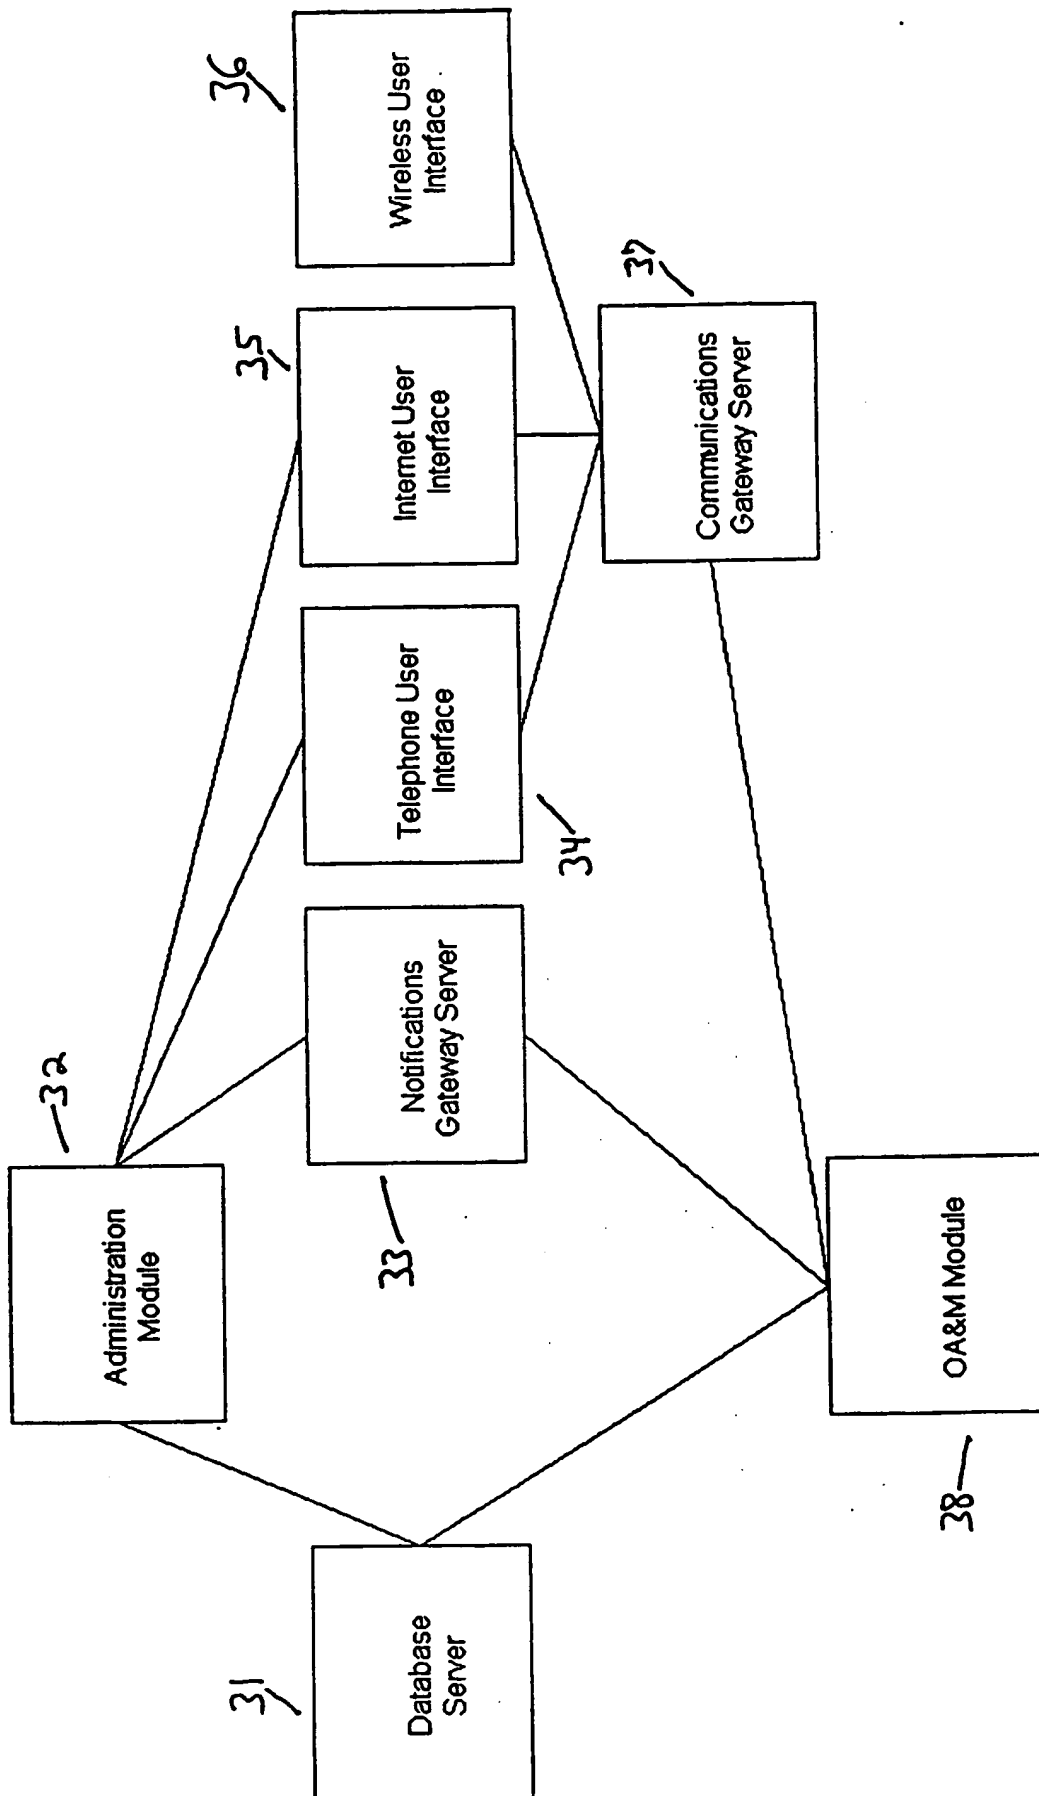 32
Administration
Module
31
Database
Server
33
Notifications
Gateway Server
34
Telephone User
Interface
35
Internet User
Interface
36
Wireless User
Interface
37
Communications
Gateway Server
38
OA&M Module